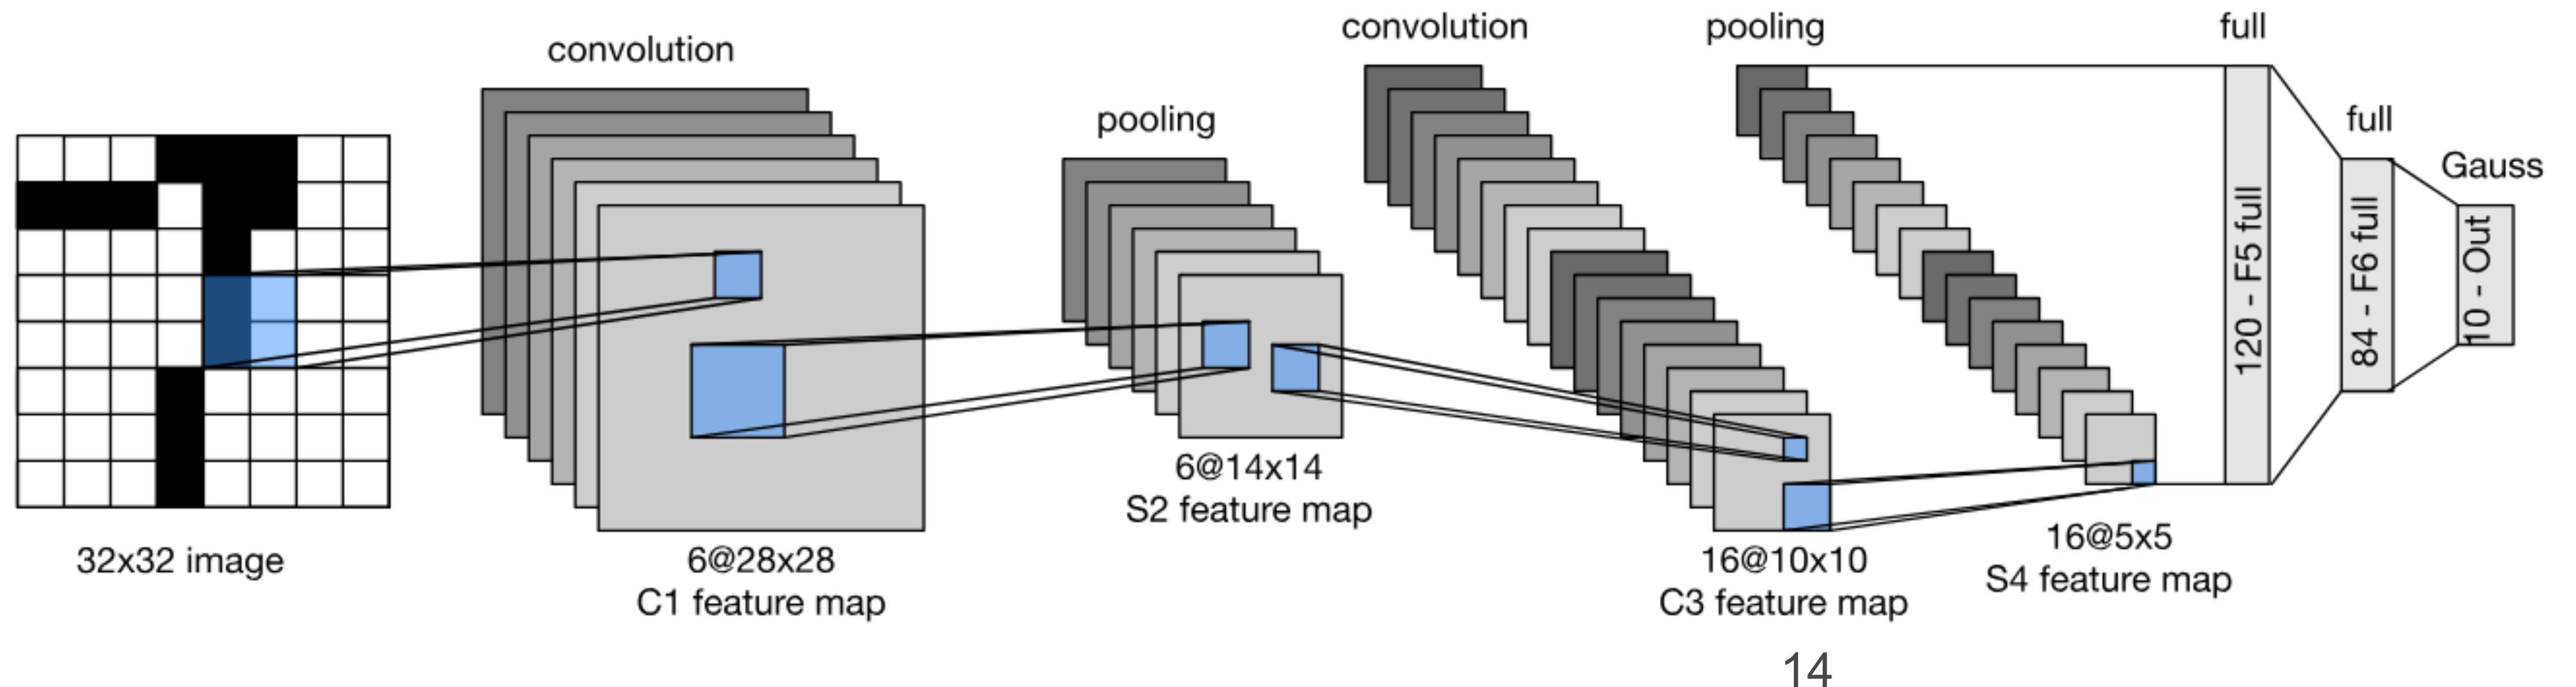 convolution
pooling
convolution
pooling
full
full
Gauss
32x32 image
6@28x28
C1 feature map
6@14x14
S2 feature map
16@10x10
C3 feature map
16@5x5
S4 feature map
120 - F5 full
84 - F6 full
10 - Out
14